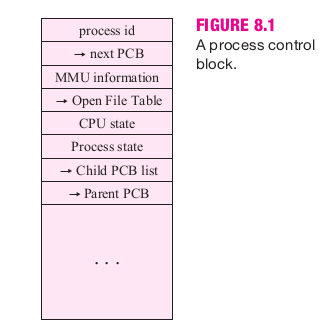 process id
→ next PCB
MMU information
→ Open File Table
CPU state
Process state
→ Child PCB list
→ Parent PCB
. . .
FIGURE 8.1
A process control
block.